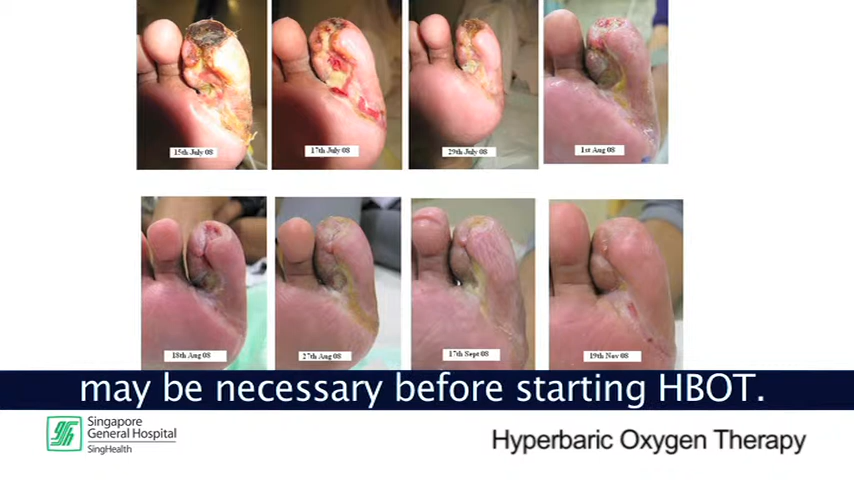 15th July 08
17th July 08
29th July 08
1st Aug 08
18th Aug 08
27th Aug 08
17th Sept 08
19th Nov 08
may be necessary before starting HBOT.
Singapore
General Hospital
SingHealth
Hyperbaric Oxygen Therapy